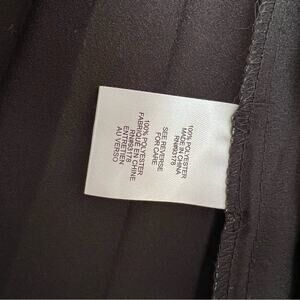 100% POLYESTER
MADE IN CHINA
RN#93178
SEE REVERSE
FOR CARE
100% POLYESTER
FABRIQUÉ EN CHINE
RN#93178
ENTRETIEN
AU VERSO